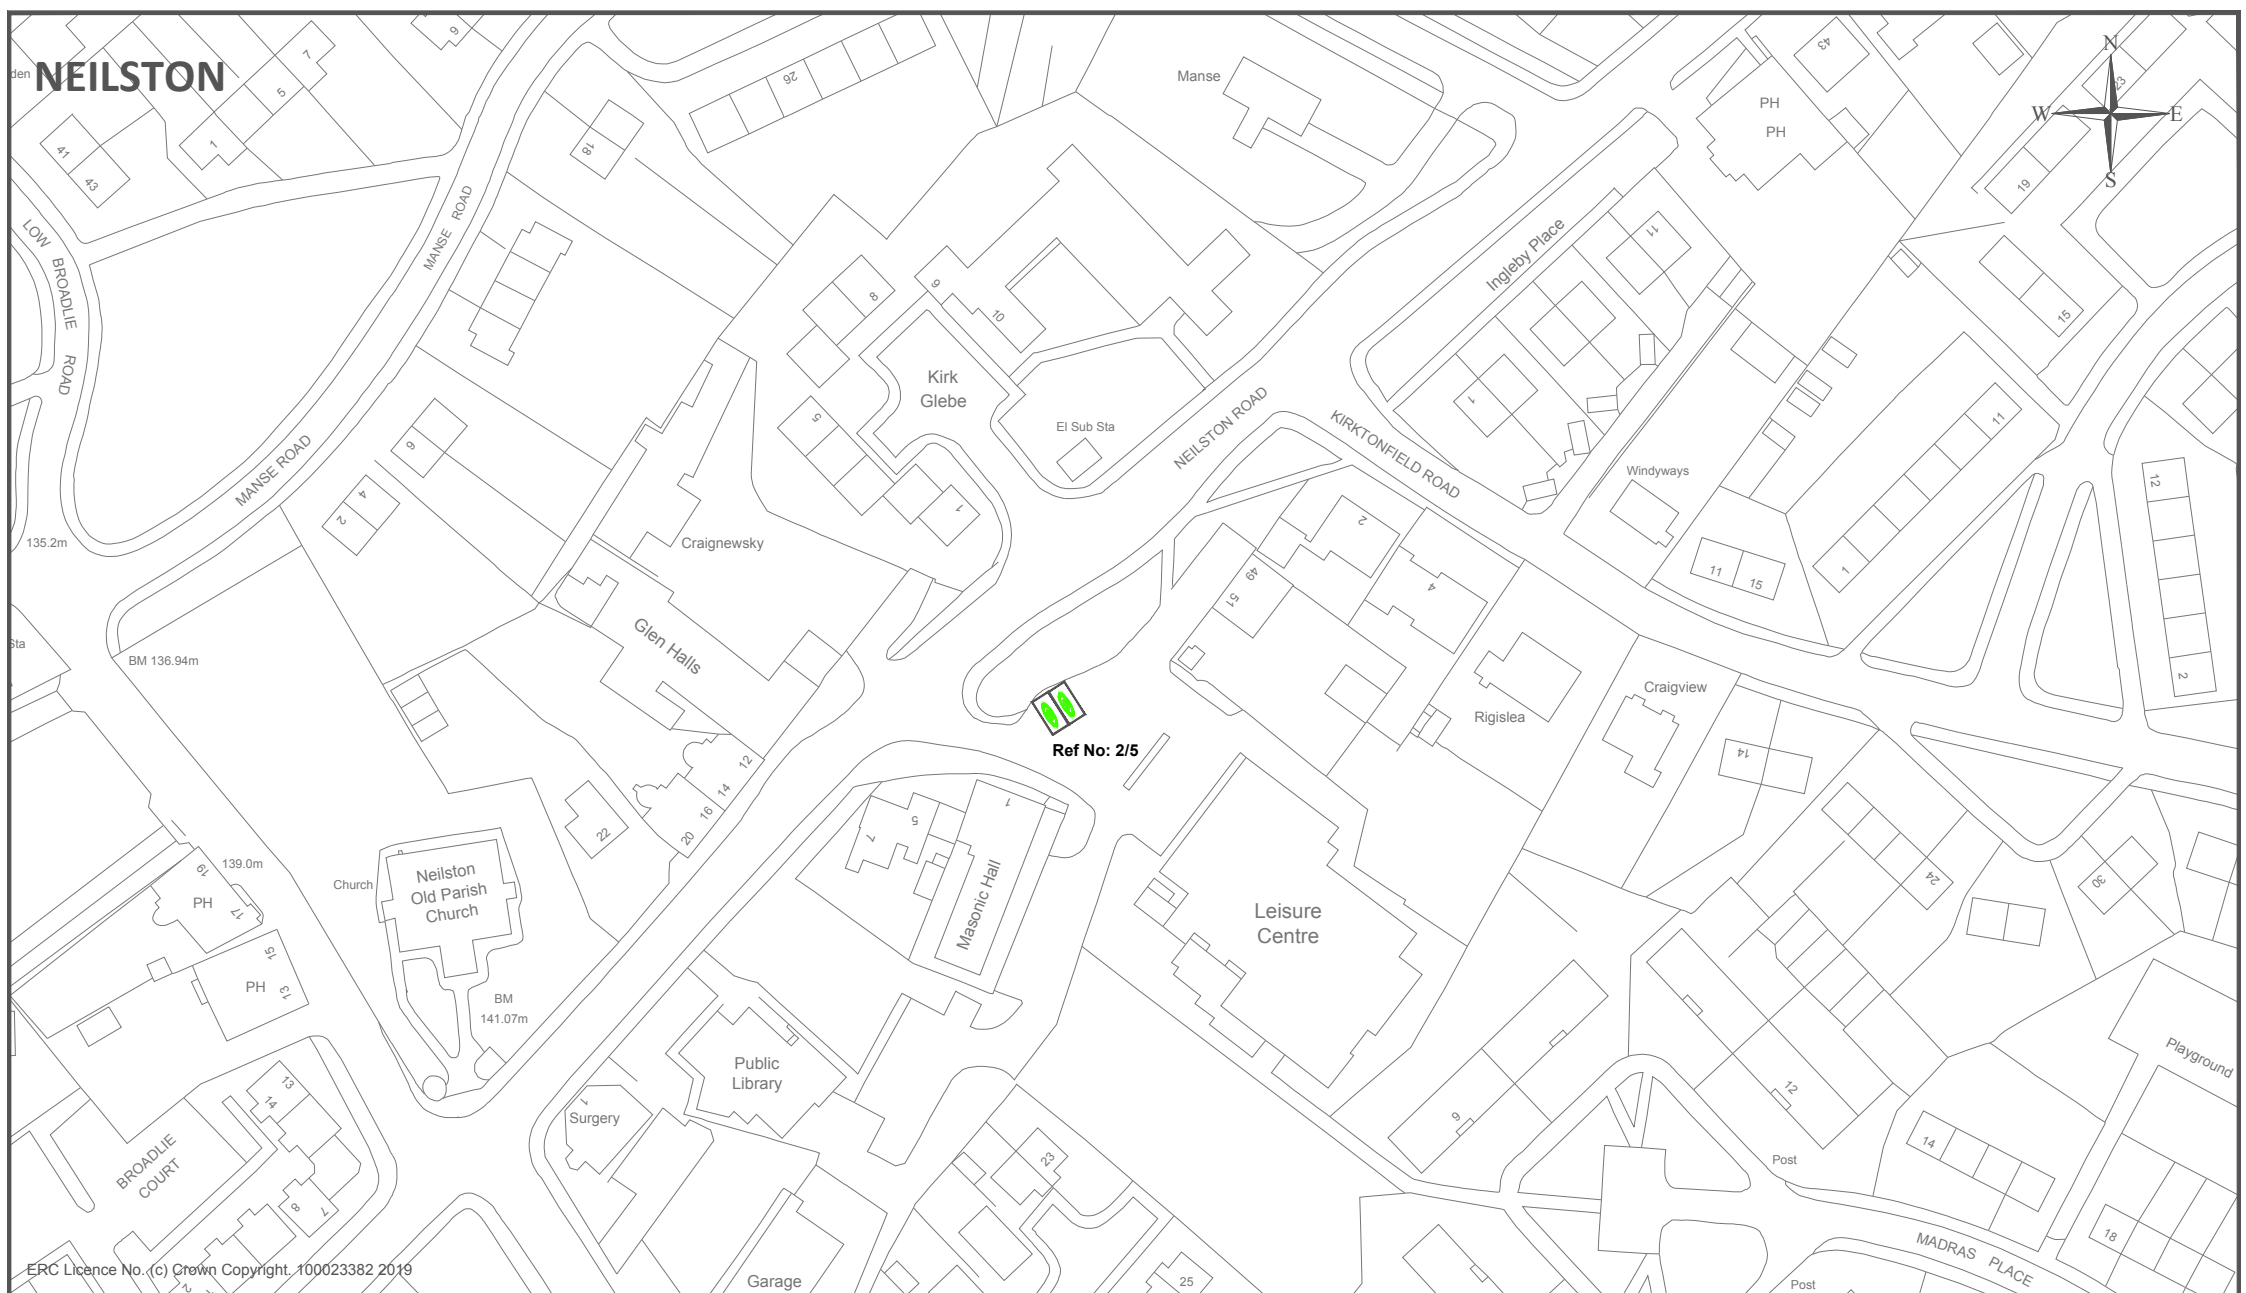 NEILSTON
den
7
5
1
9
26
18
41
43
Manse
43
PH
PH
N
W
E
S
23
19
15
LOW
BROADLIE
ROAD
MANSE ROAD
MANSE ROAD
Ingleby Place
11
1
8
9
10
Kirk
Glebe
5
1
El Sub Sta
NEILSTON ROAD
KIRKTONFIELD ROAD
Windyways
11
1
11
15
12
2
6
4
2
135.2m
Craignewsky
Glen Halls
Sta
BM 136.94m
2
4
49
51
Rigislea
Craigview
14
Ref No: 2/5
12
14
16
20
22
5
7
1
Masonic Hall
Leisure
Centre
24
30
139.0m
19
PH
17
15
PH
13
Church
Neilston
Old Parish
Church
BM
141.07m
Public
Library
1
Surgery
9
12
Playground
14
18
13
14
BROADLIE
COURT
8
7
2
23
25
Garage
Post
Post
MADRAS PLACE
ERC Licence No. (c) Crown Copyright. 100023382 2019